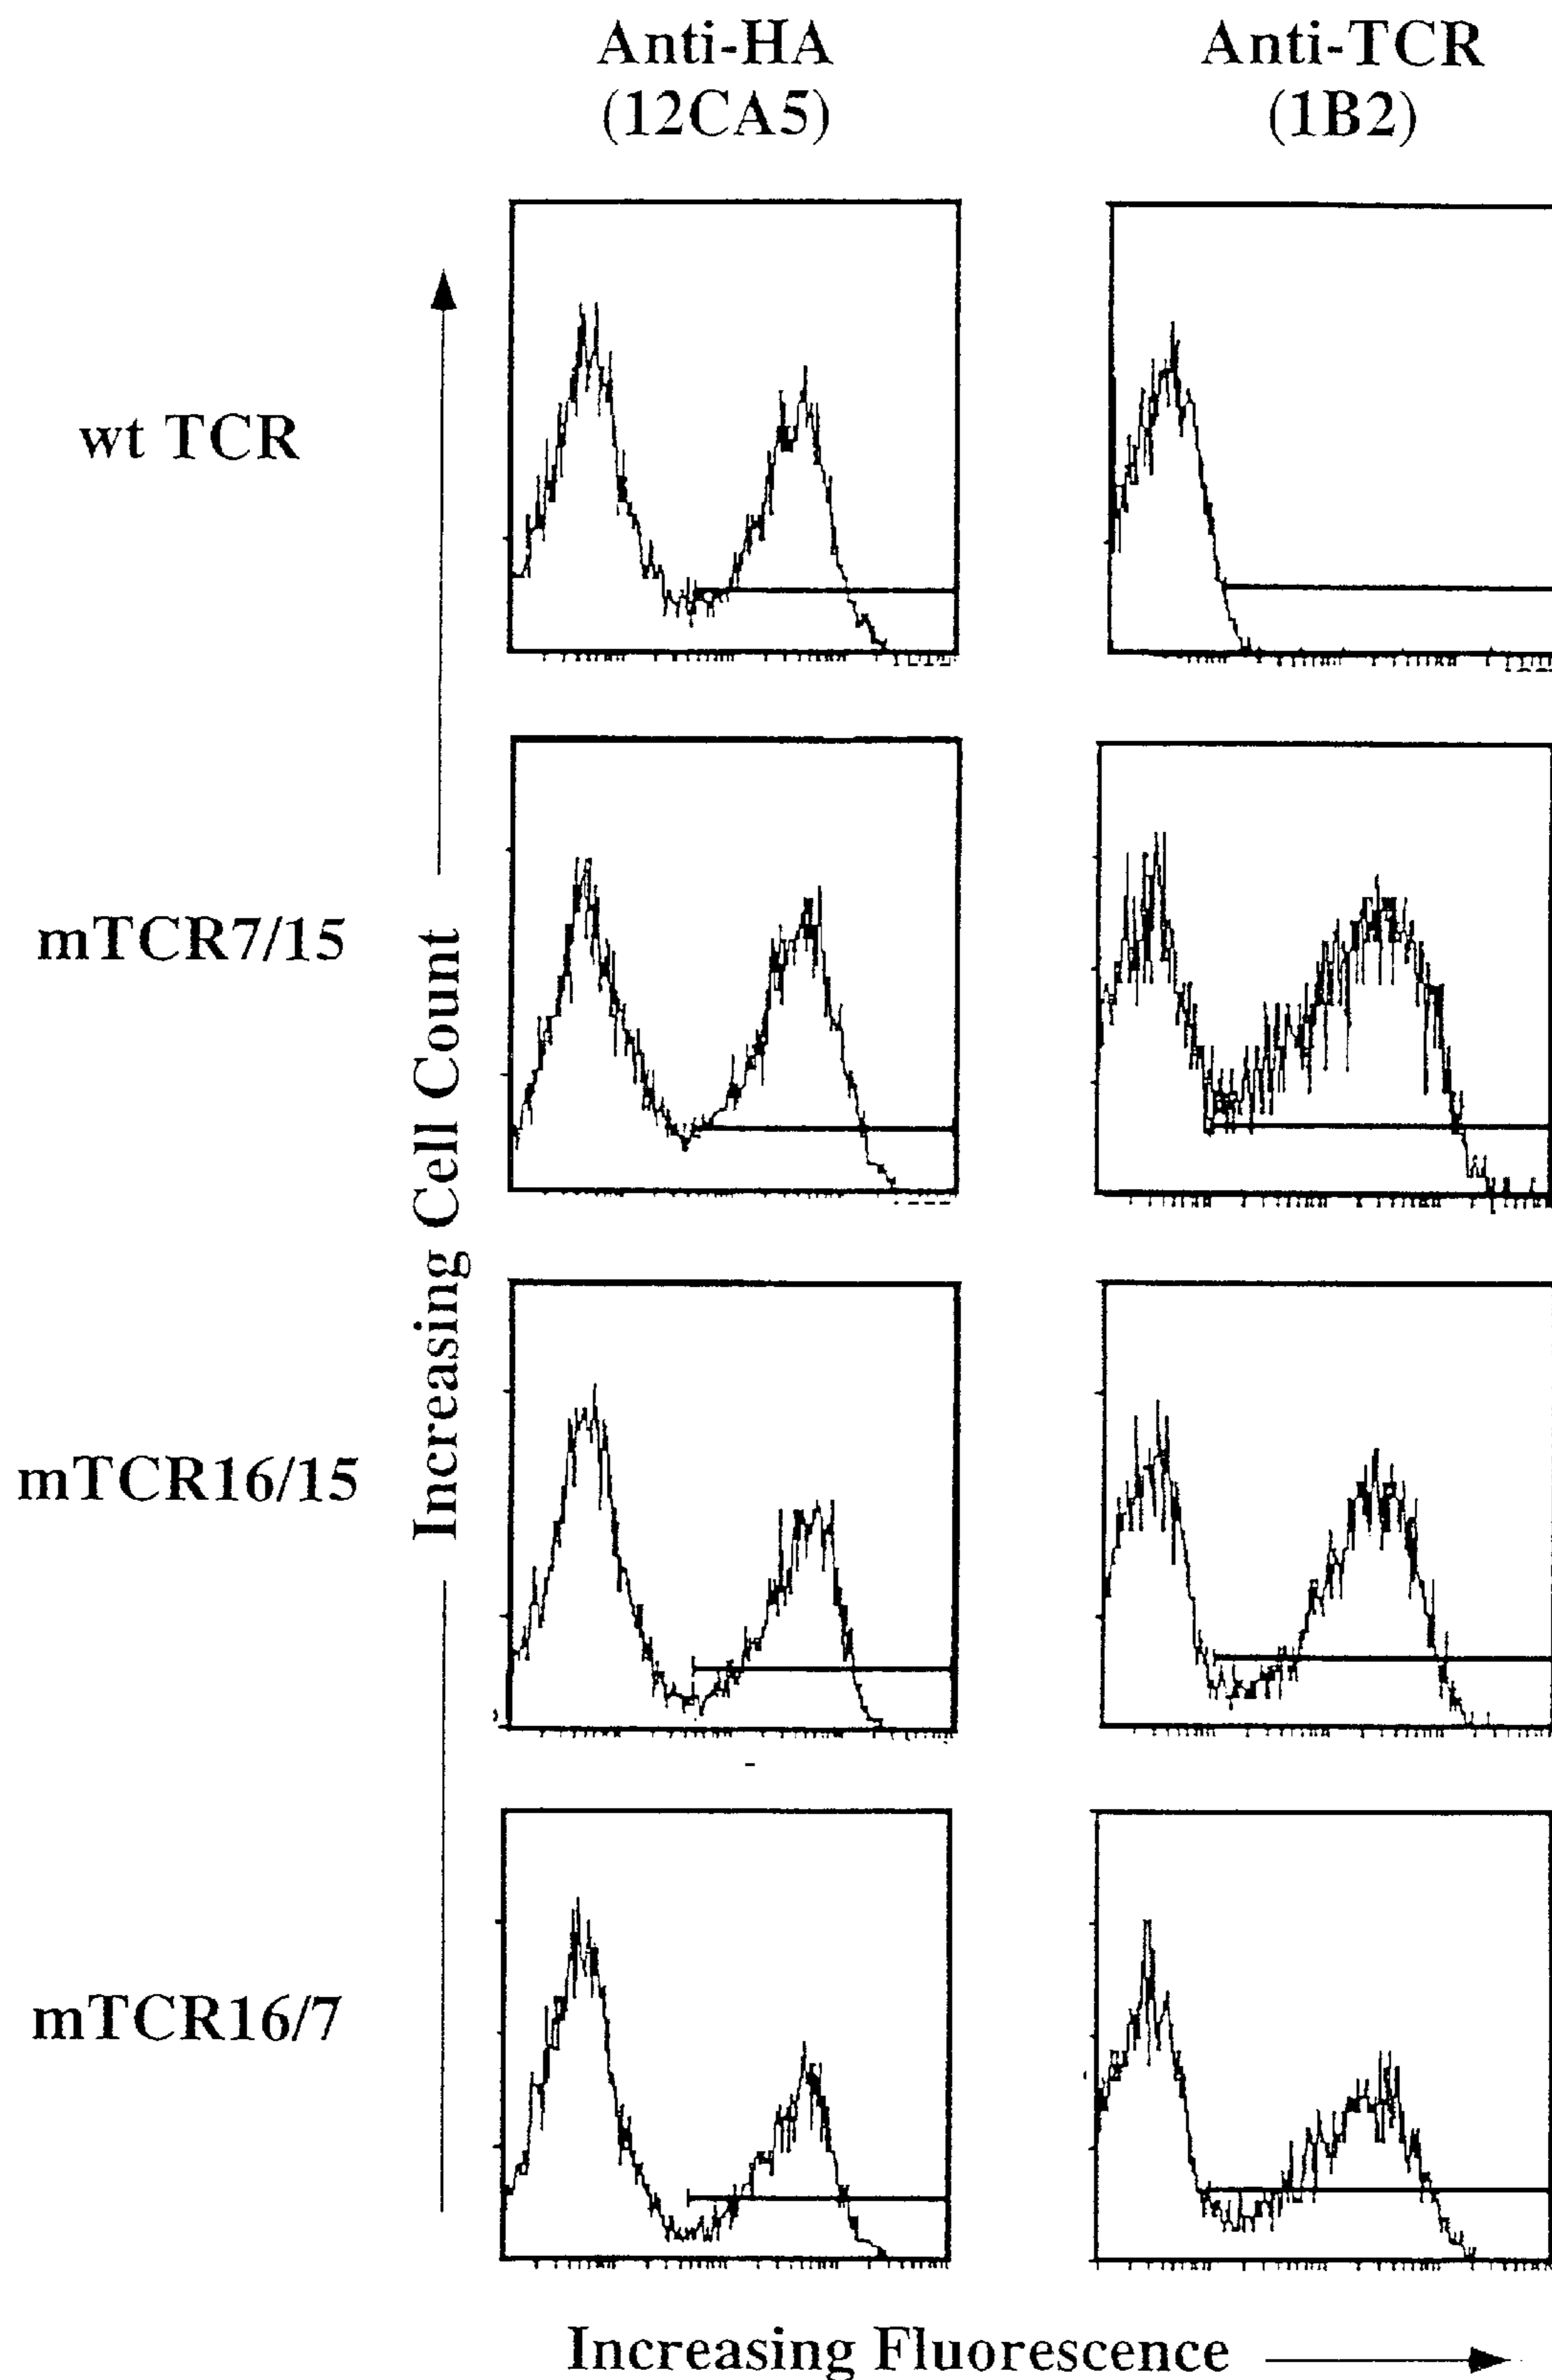 Anti-HA
(12CA5)
Anti-TCR
(1B2)
wt TCR
mTCR7/15
mTCR16/15
mTCR16/7
Increasing Cell Count
Increasing Fluorescence